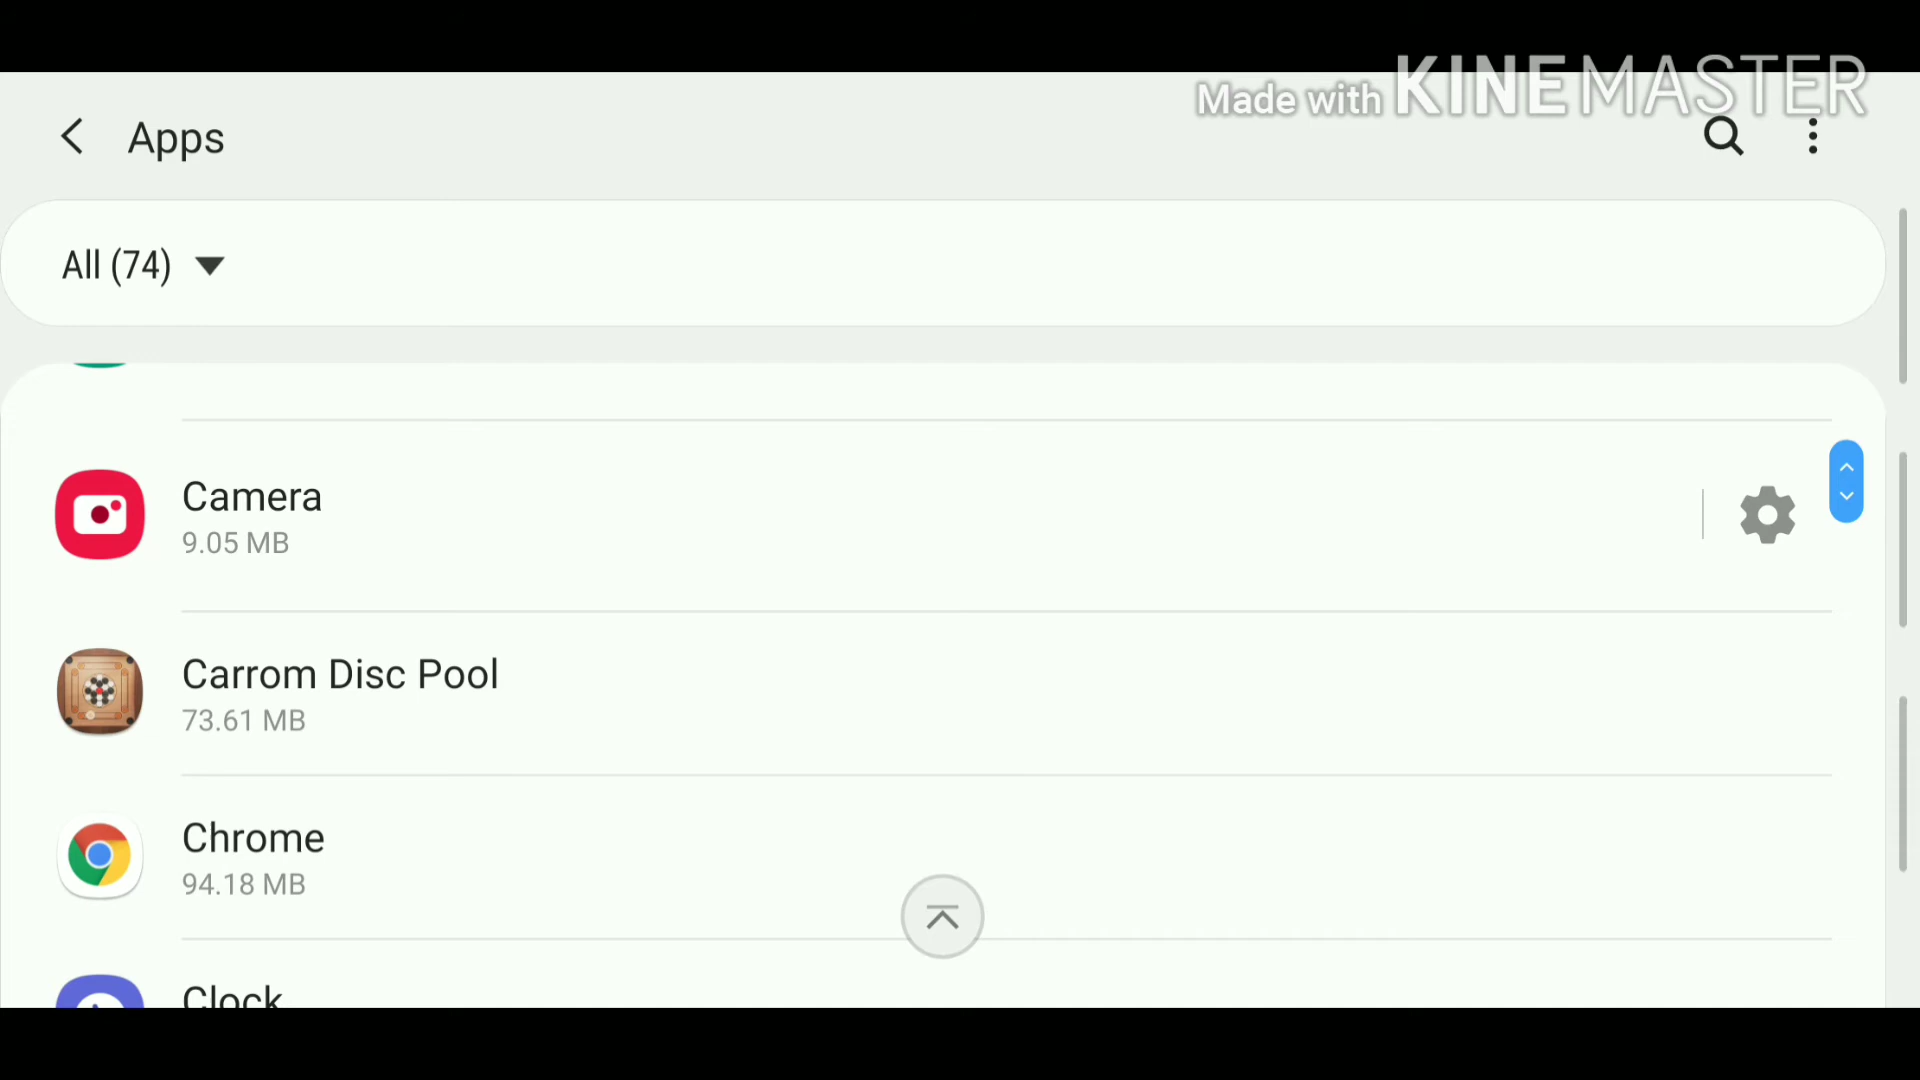 Made with KINEMASTER
Apps
All (74)
Camera
9.05 MB
Carrom Disc Pool
73.61 MB
Chrome
94.18 MB
Clock